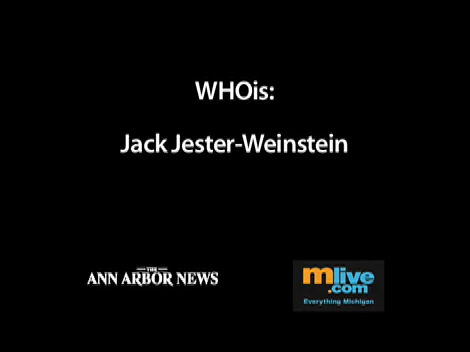 WHOis:
Jack Jester-Weinstein
THE
ANN ARBOR NEWS
mlive
.com
Everything Michigan